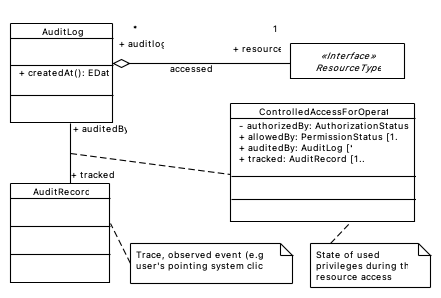 AuditLog
+ createdAt(): EDat
*
1
+ auditlog
+ resource
accessed
«Interface»
ResourceType
+ auditedBy
+ tracked
ControlledAccessForOperat
- authorizedBy: AuthorizationStatus
+ allowedBy: PermissionStatus [1.
+ auditedBy: AuditLog [*
+ tracked: AuditRecord [1..
AuditRecord
Trace, observed event (e.g
user's pointing system clic
State of used
privileges during th
resource access